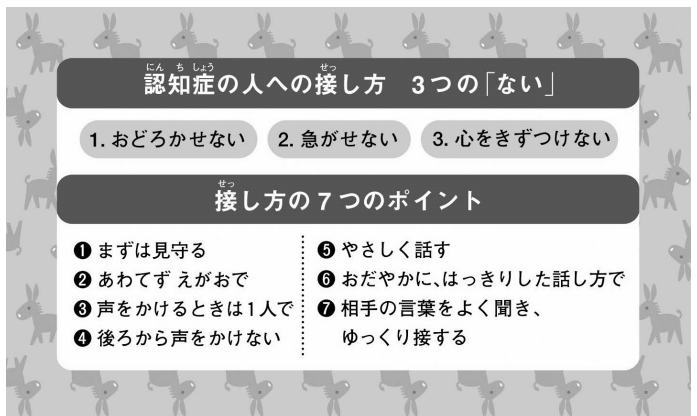 認知症の人への接し方 3つの「ない」
1. おどろかせない 2. 急がせない 3. 心をきずつけない
接し方の7つのポイント
❶ まずは見守る
❷ あわてず えがおで
❸ 声をかけるときは1人で
❹ 後ろから声をかけない
❺ やさしく話す
❻ おだやかに、はっきりした話し方で
❼ 相手の言葉をよく聞き、
ゆっくり接する